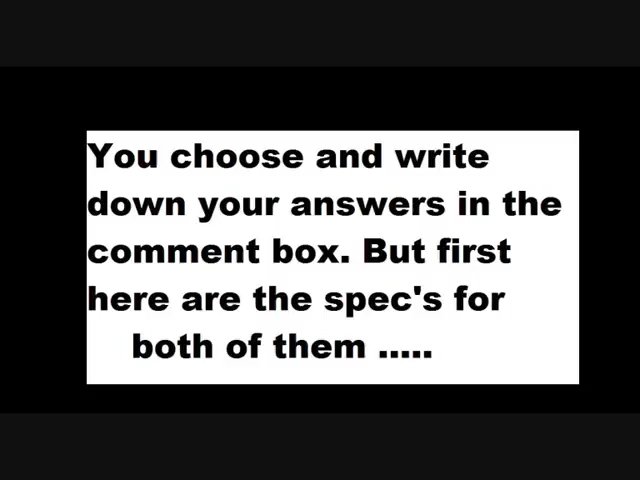 You choose and write
down your answers in the
comment box. But first
here are the spec's for
both of them .....